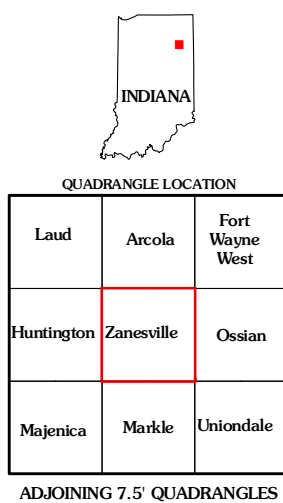 INDIANA
QUADRANGLE LOCATION
Laud
Arcola
Fort
Wayne
West
Huntington
Zanesville
Ossian
Majenica
Markle
Uniondale
ADJOINING 7.5' QUADRANGLES